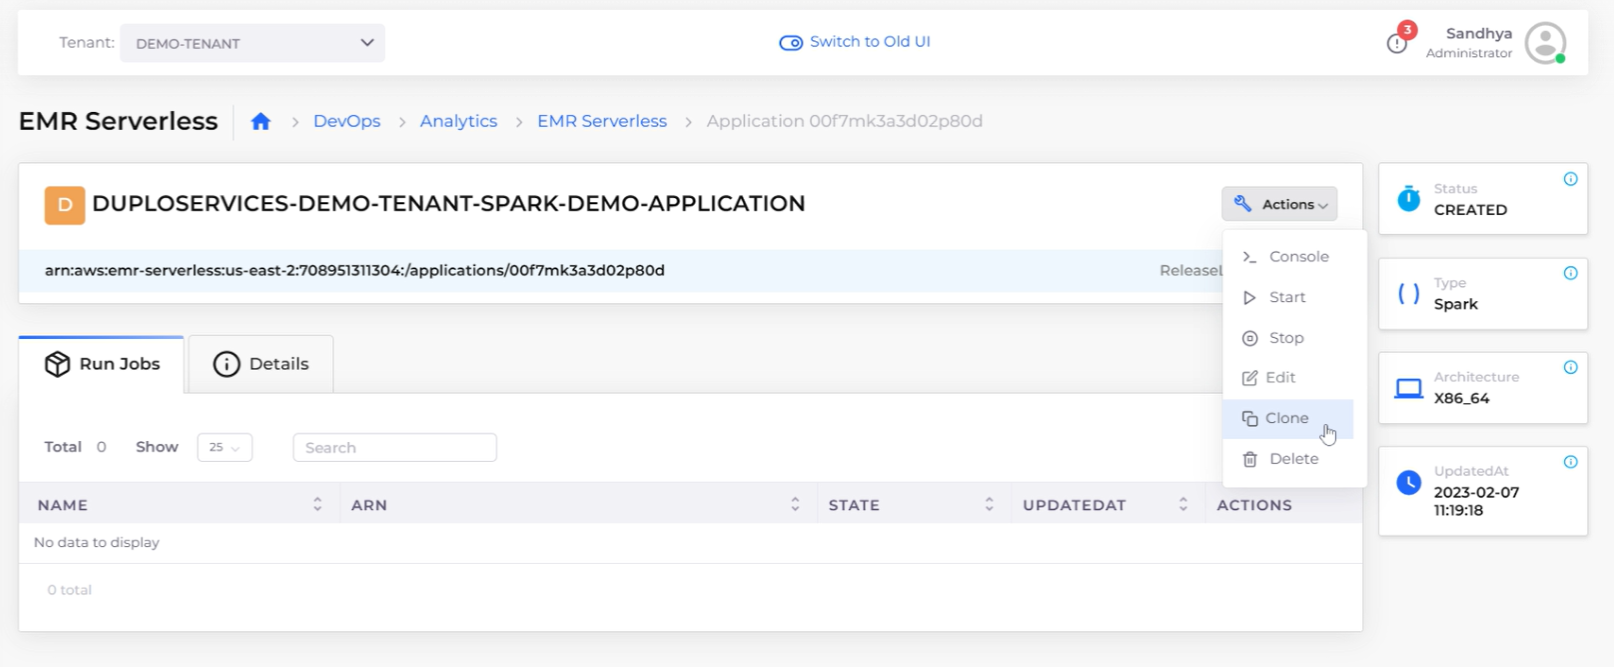 Tenant: DEMO-TENANT
Switch to Old UI
3
Sandhya
Administrator
EMR Serverless
DevOps > Analytics > EMR Serverless > Application 00f7mk3a3d02p80d
D DUPLOSERVICES-DEMO-TENANT-SPARK-DEMO-APPLICATION
Actions
arn:aws:emr-serverless:us-east-2:708951311304:/applications/00f7mk3a3d02p80d
Console
Start
Stop
Edit
Clone
Delete
Status
CREATED
Type
Spark
Architecture
X86_64
UpdatedAt
2023-02-07
11:19:18
Run Jobs
Details
Total 0 Show 25 Search
NAME ARN STATE UPDATEDAT ACTIONS
No data to display
0 total